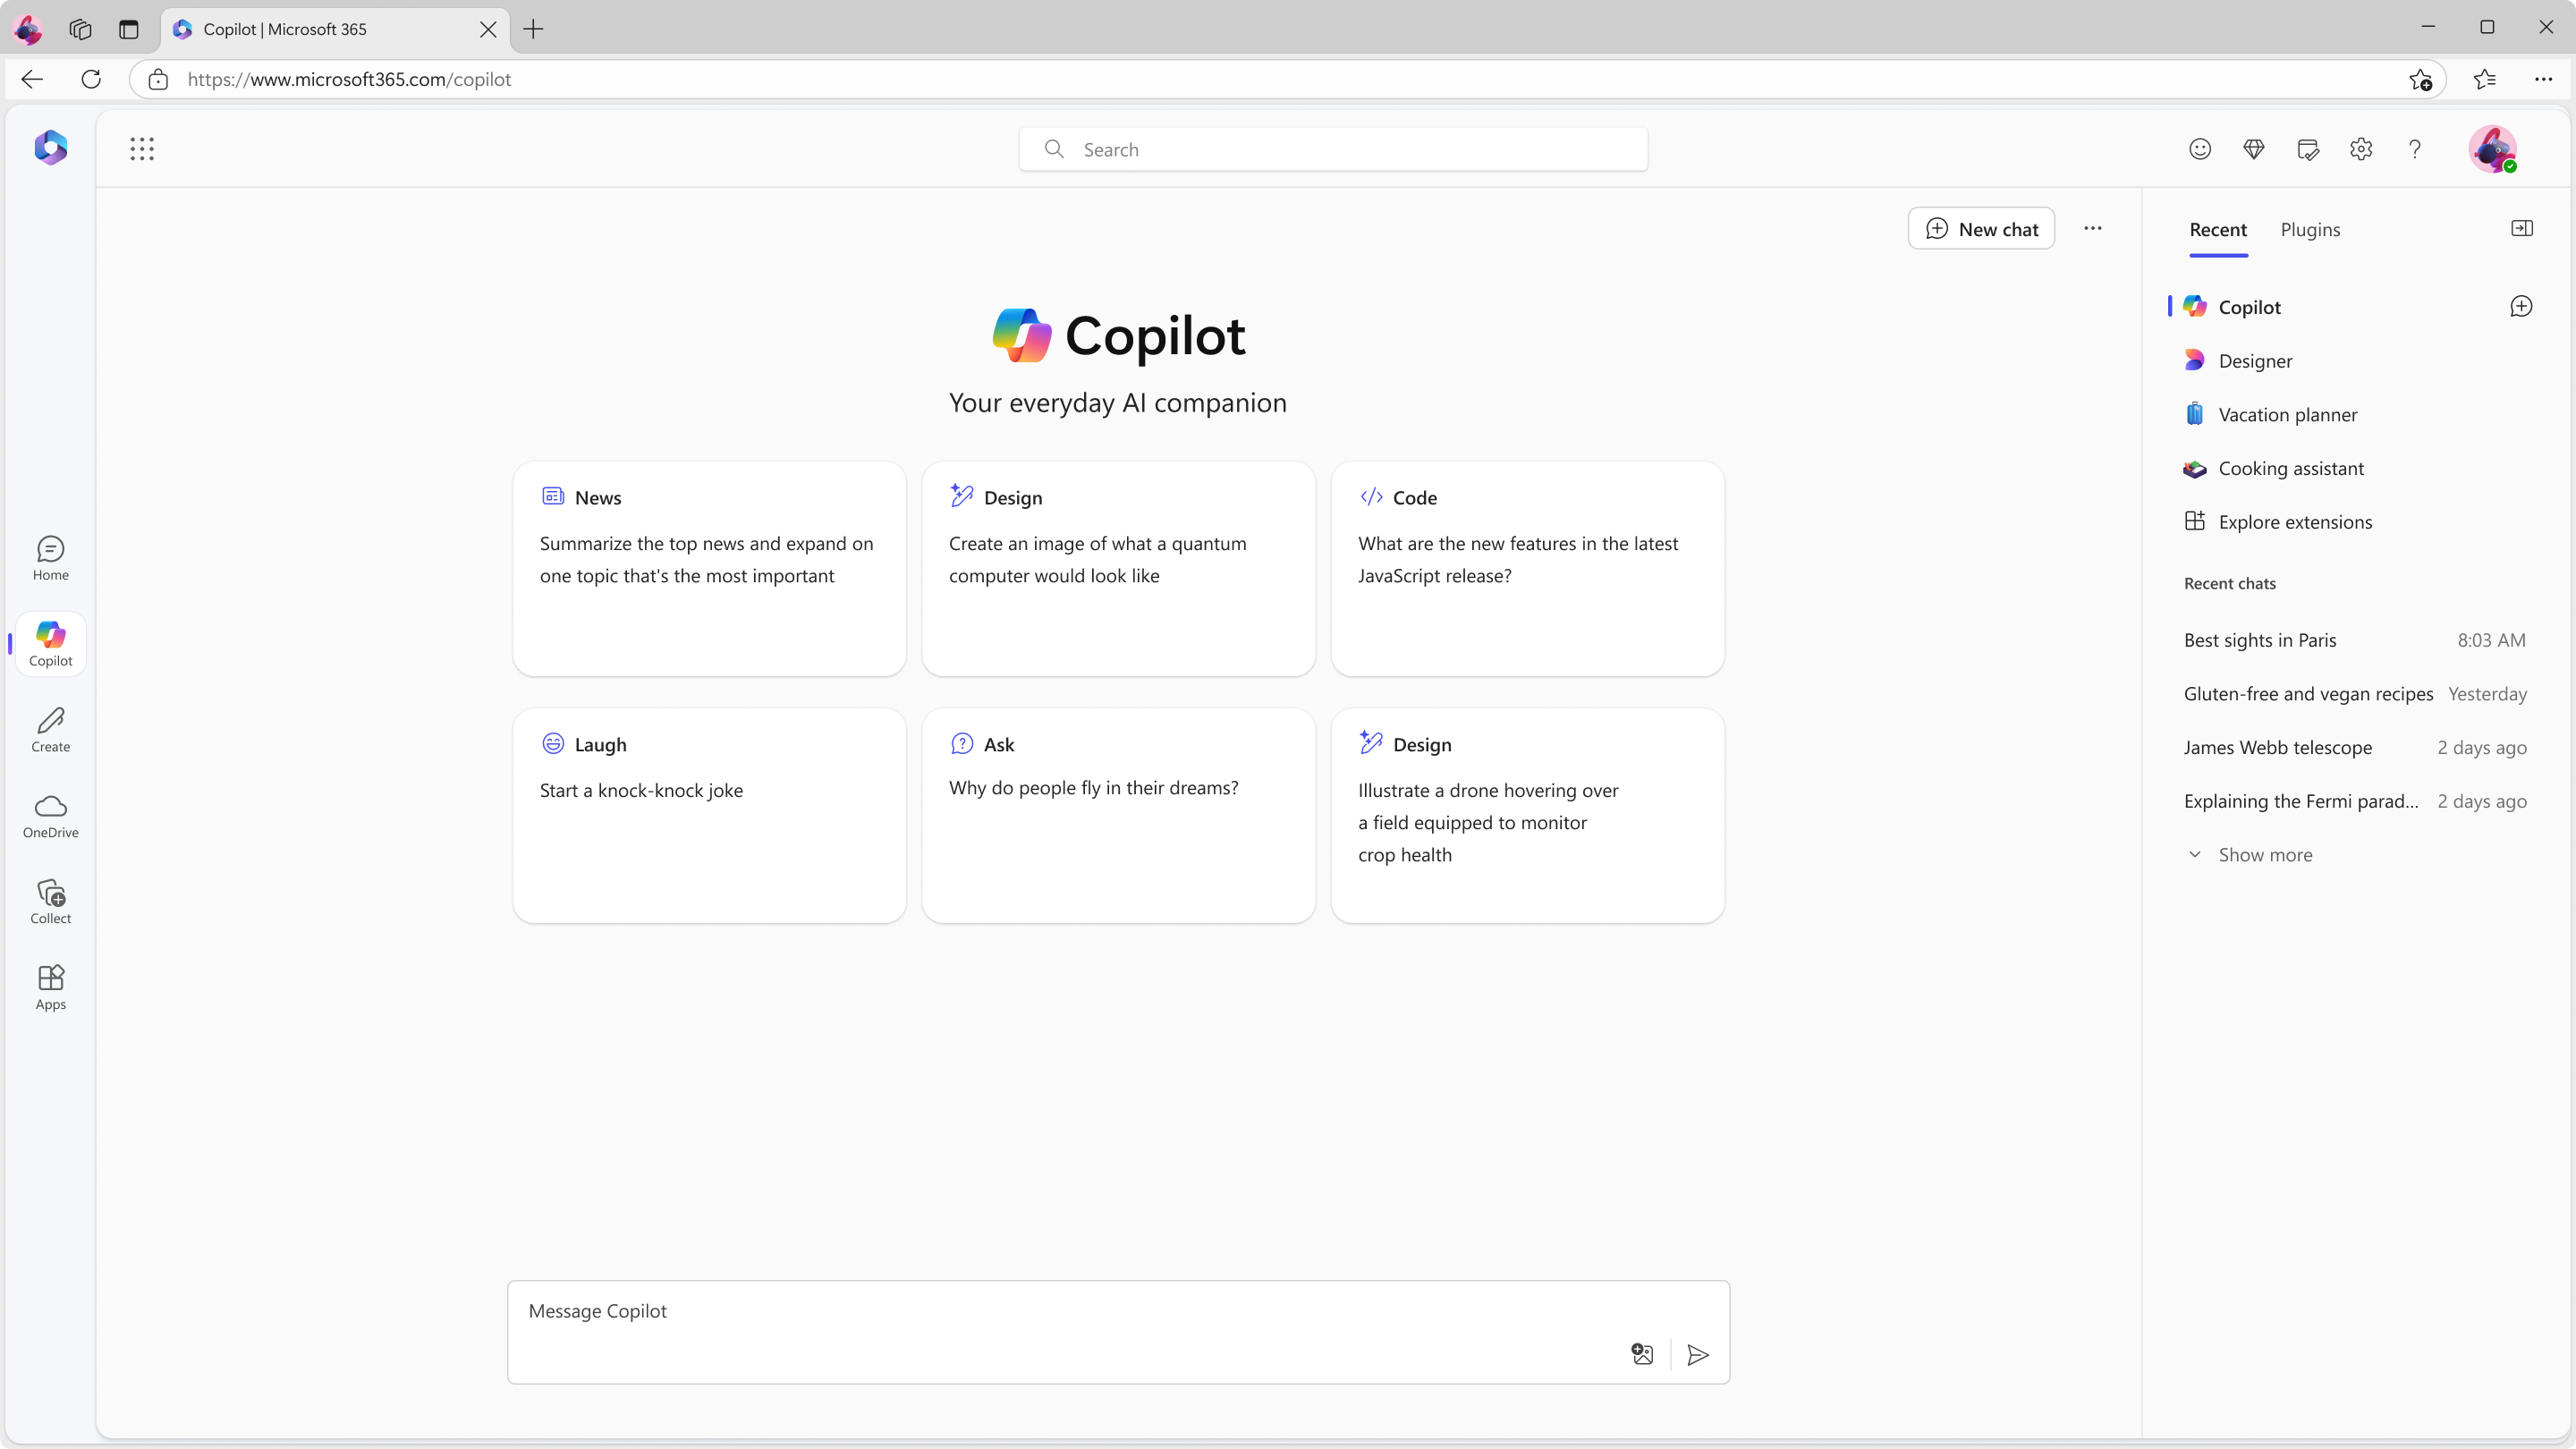 Copilot | Microsoft 365
https://www.microsoft365.com/copilot
Search
New chat
Copilot
Your everyday AI companion
News
Summarize the top news and expand on
one topic that's the most important
Design
Create an image of what a quantum
computer would look like
Code
What are the new features in the latest
JavaScript release?
Laugh
Start a knock-knock joke
Ask
Why do people fly in their dreams?
Design
Illustrate a drone hovering over
a field equipped to monitor
crop health
Message Copilot
Home
Copilot
Create
OneDrive
Collect
Apps
Recent
Plugins
Copilot
Designer
Vacation planner
Cooking assistant
Explore extensions
Recent chats
Best sights in Paris 8:03 AM
Gluten-free and vegan recipes Yesterday
James Webb telescope 2 days ago
Explaining the Fermi parad... 2 days ago
Show more